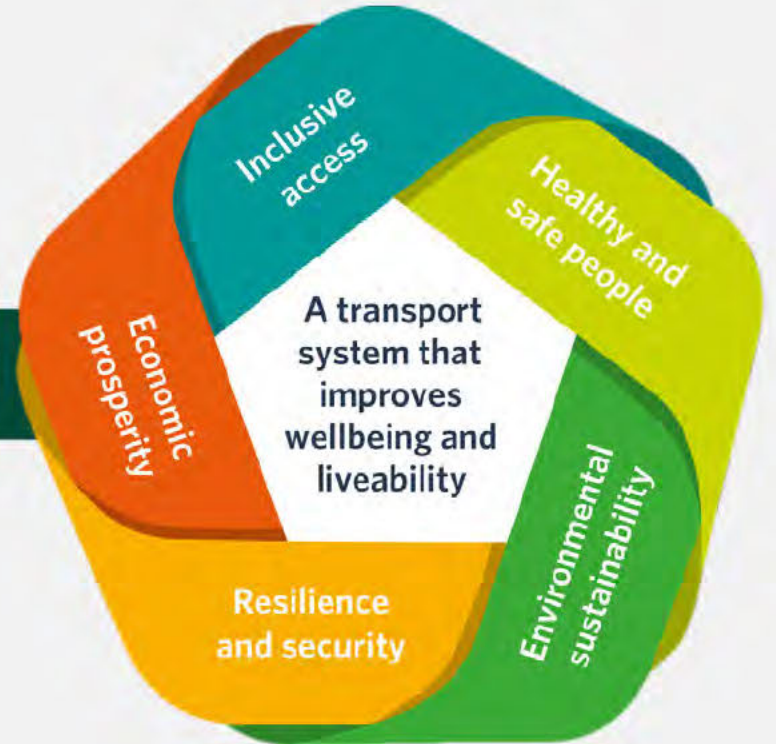 Inclusive
access
Healthy and
safe people
Environmental
sustainability
Resilience
and security
Economic
prosperity
A transport
system that
improves
wellbeing and
liveability